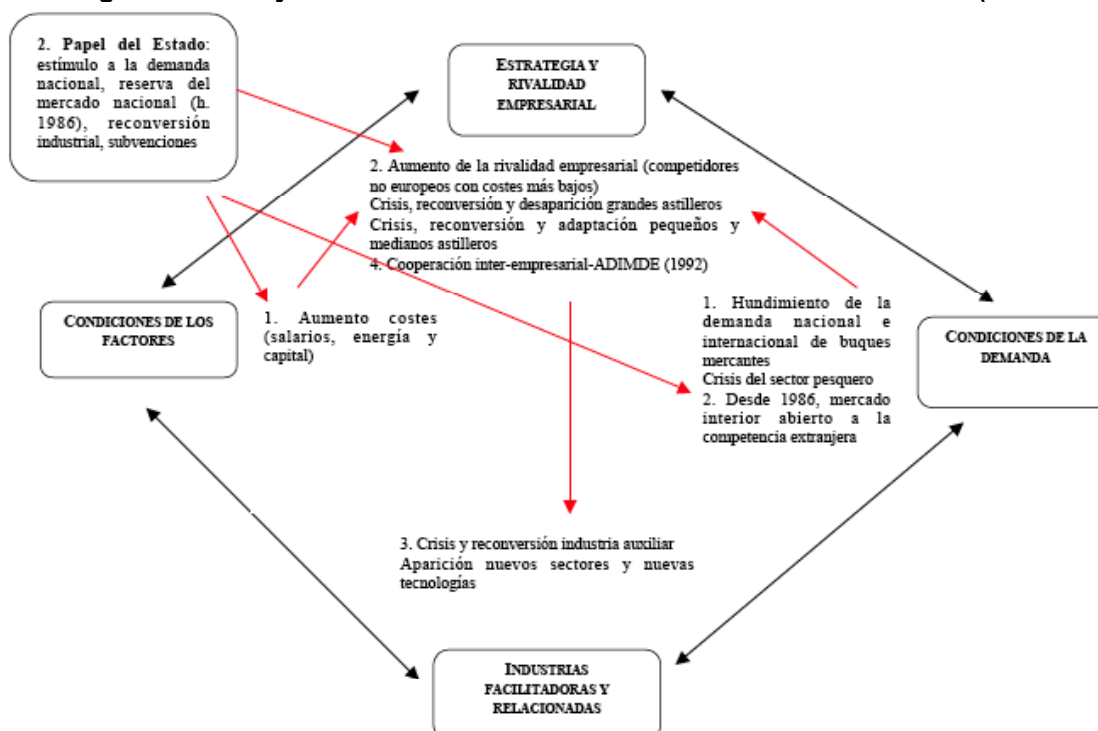 2. Papel del Estado:
estímulo a la demanda
nacional, reserva del
mercado nacional (h.
1986), reconversión
industrial, subvenciones
ESTRATEGIA Y
RIVALIDAD
EMPRESARIAL
2. Aumento de la rivalidad empresarial (competidores
no europeos con costes más bajos)
Crisis, reconversión y desaparición grandes astilleros
Crisis, reconversión y adaptación pequeños y
medianos astilleros
4. Cooperación inter-empresarial-ADIMDE (1992)
CONDICIONES DE LOS
FACTORES
1. Aumento costes
(salarios, energía y
capital)
1. Hundimiento de la
demanda nacional e
internacional de buques
mercantes
Crisis del sector pesquero
2. Desde 1986, mercado
interior abierto a la
competencia extranjera
CONDICIONES DE LA
DEMANDA
3. Crisis y reconversión industria auxiliar
Aparición nuevos sectores y nuevas
tecnologías
INDUSTRIAS
FACILITADORAS Y
RELACIONADAS